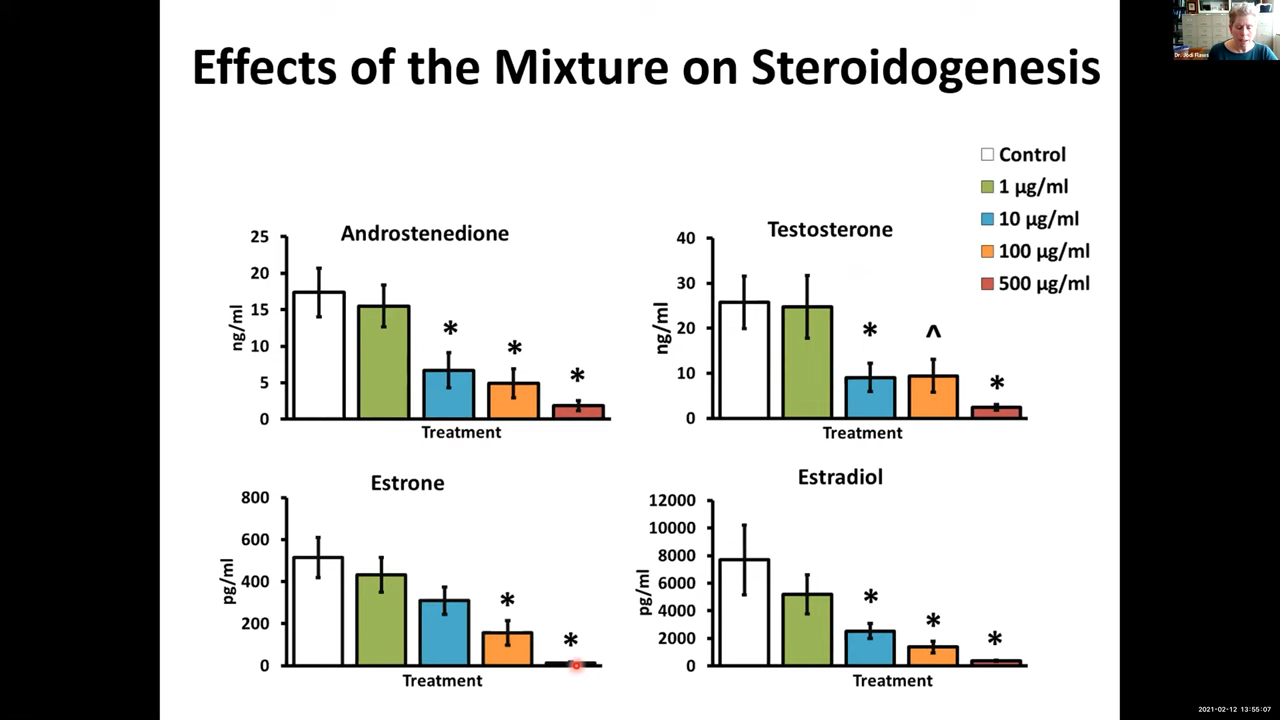 Effects of the Mixture on Steroidogenesis
Dr. Jodi Flaws
Control
1 µg/ml
10 µg/ml
100 µg/ml
500 µg/ml
Androstenedione
25
20
15
10
5
0
ng/ml
* * *
Treatment
Testosterone
40
30
20
10
0
ng/ml
* ^ *
Treatment
Estrone
800
600
400
200
0
pg/ml
* *
Treatment
Estradiol
12000
10000
8000
6000
4000
2000
0
pg/ml
* * *
Treatment
2021-02-12 13:55:07